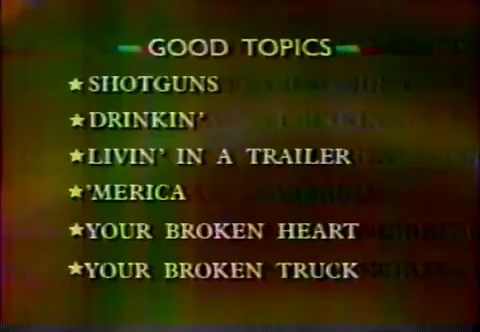 GOOD TOPICS
SHOTGUNS
DRINKIN'
LIVIN' IN A TRAILER
'MERICA
YOUR BROKEN HEART
YOUR BROKEN TRUCK